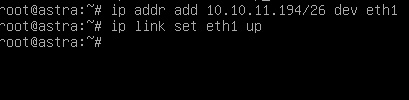 root@astra:~# ip addr add 10.10.11.194/26 dev eth1
root@astra:~# ip link set eth1 up
root@astra:~#